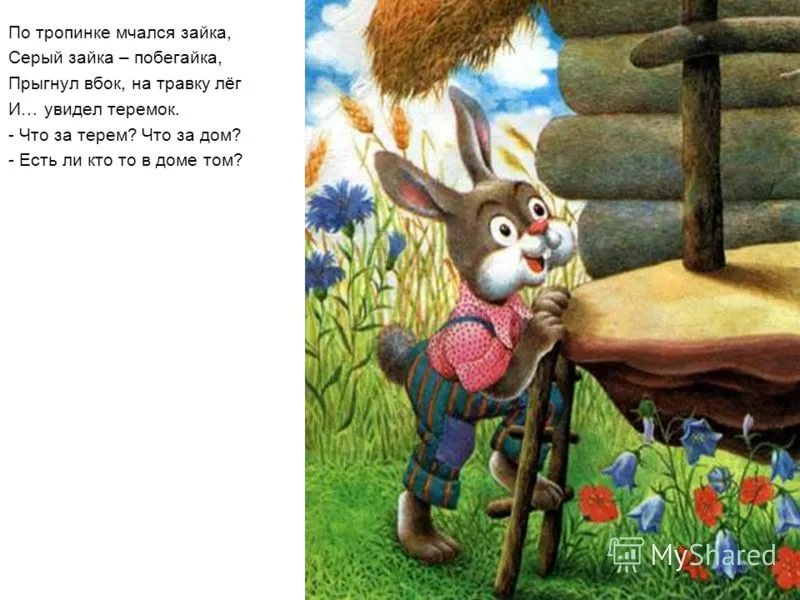 По тропинке мчался зайка,
Серый зайка – побегайка,
Прыгнул вбок, на травку лёг
И… увидел теремок.
- Что за терем? Что за дом?
- Есть ли кто то в доме том?
MyShared